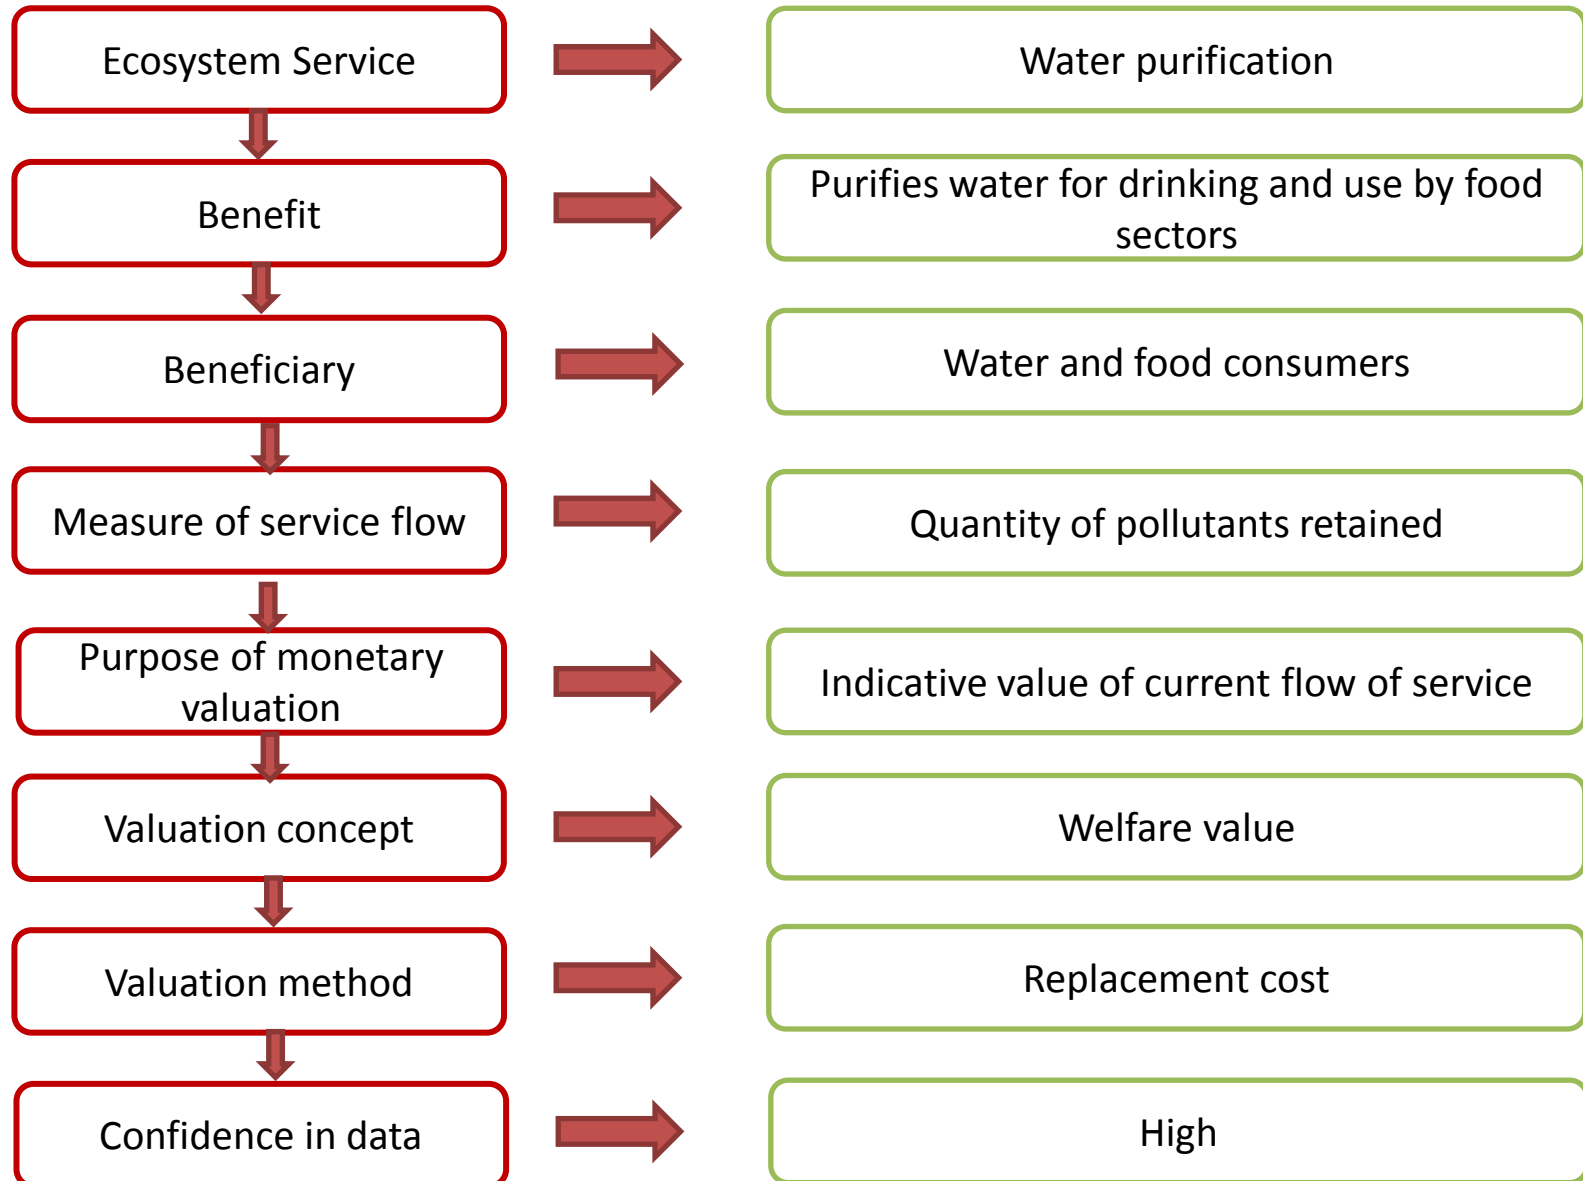 Ecosystem Service
Water purification
Benefit
Purifies water for drinking and use by food
sectors
Beneficiary
Water and food consumers
Measure of service flow
Quantity of pollutants retained
Purpose of monetary
valuation
Indicative value of current flow of service
Valuation concept
Welfare value
Valuation method
Replacement cost
Confidence in data
High